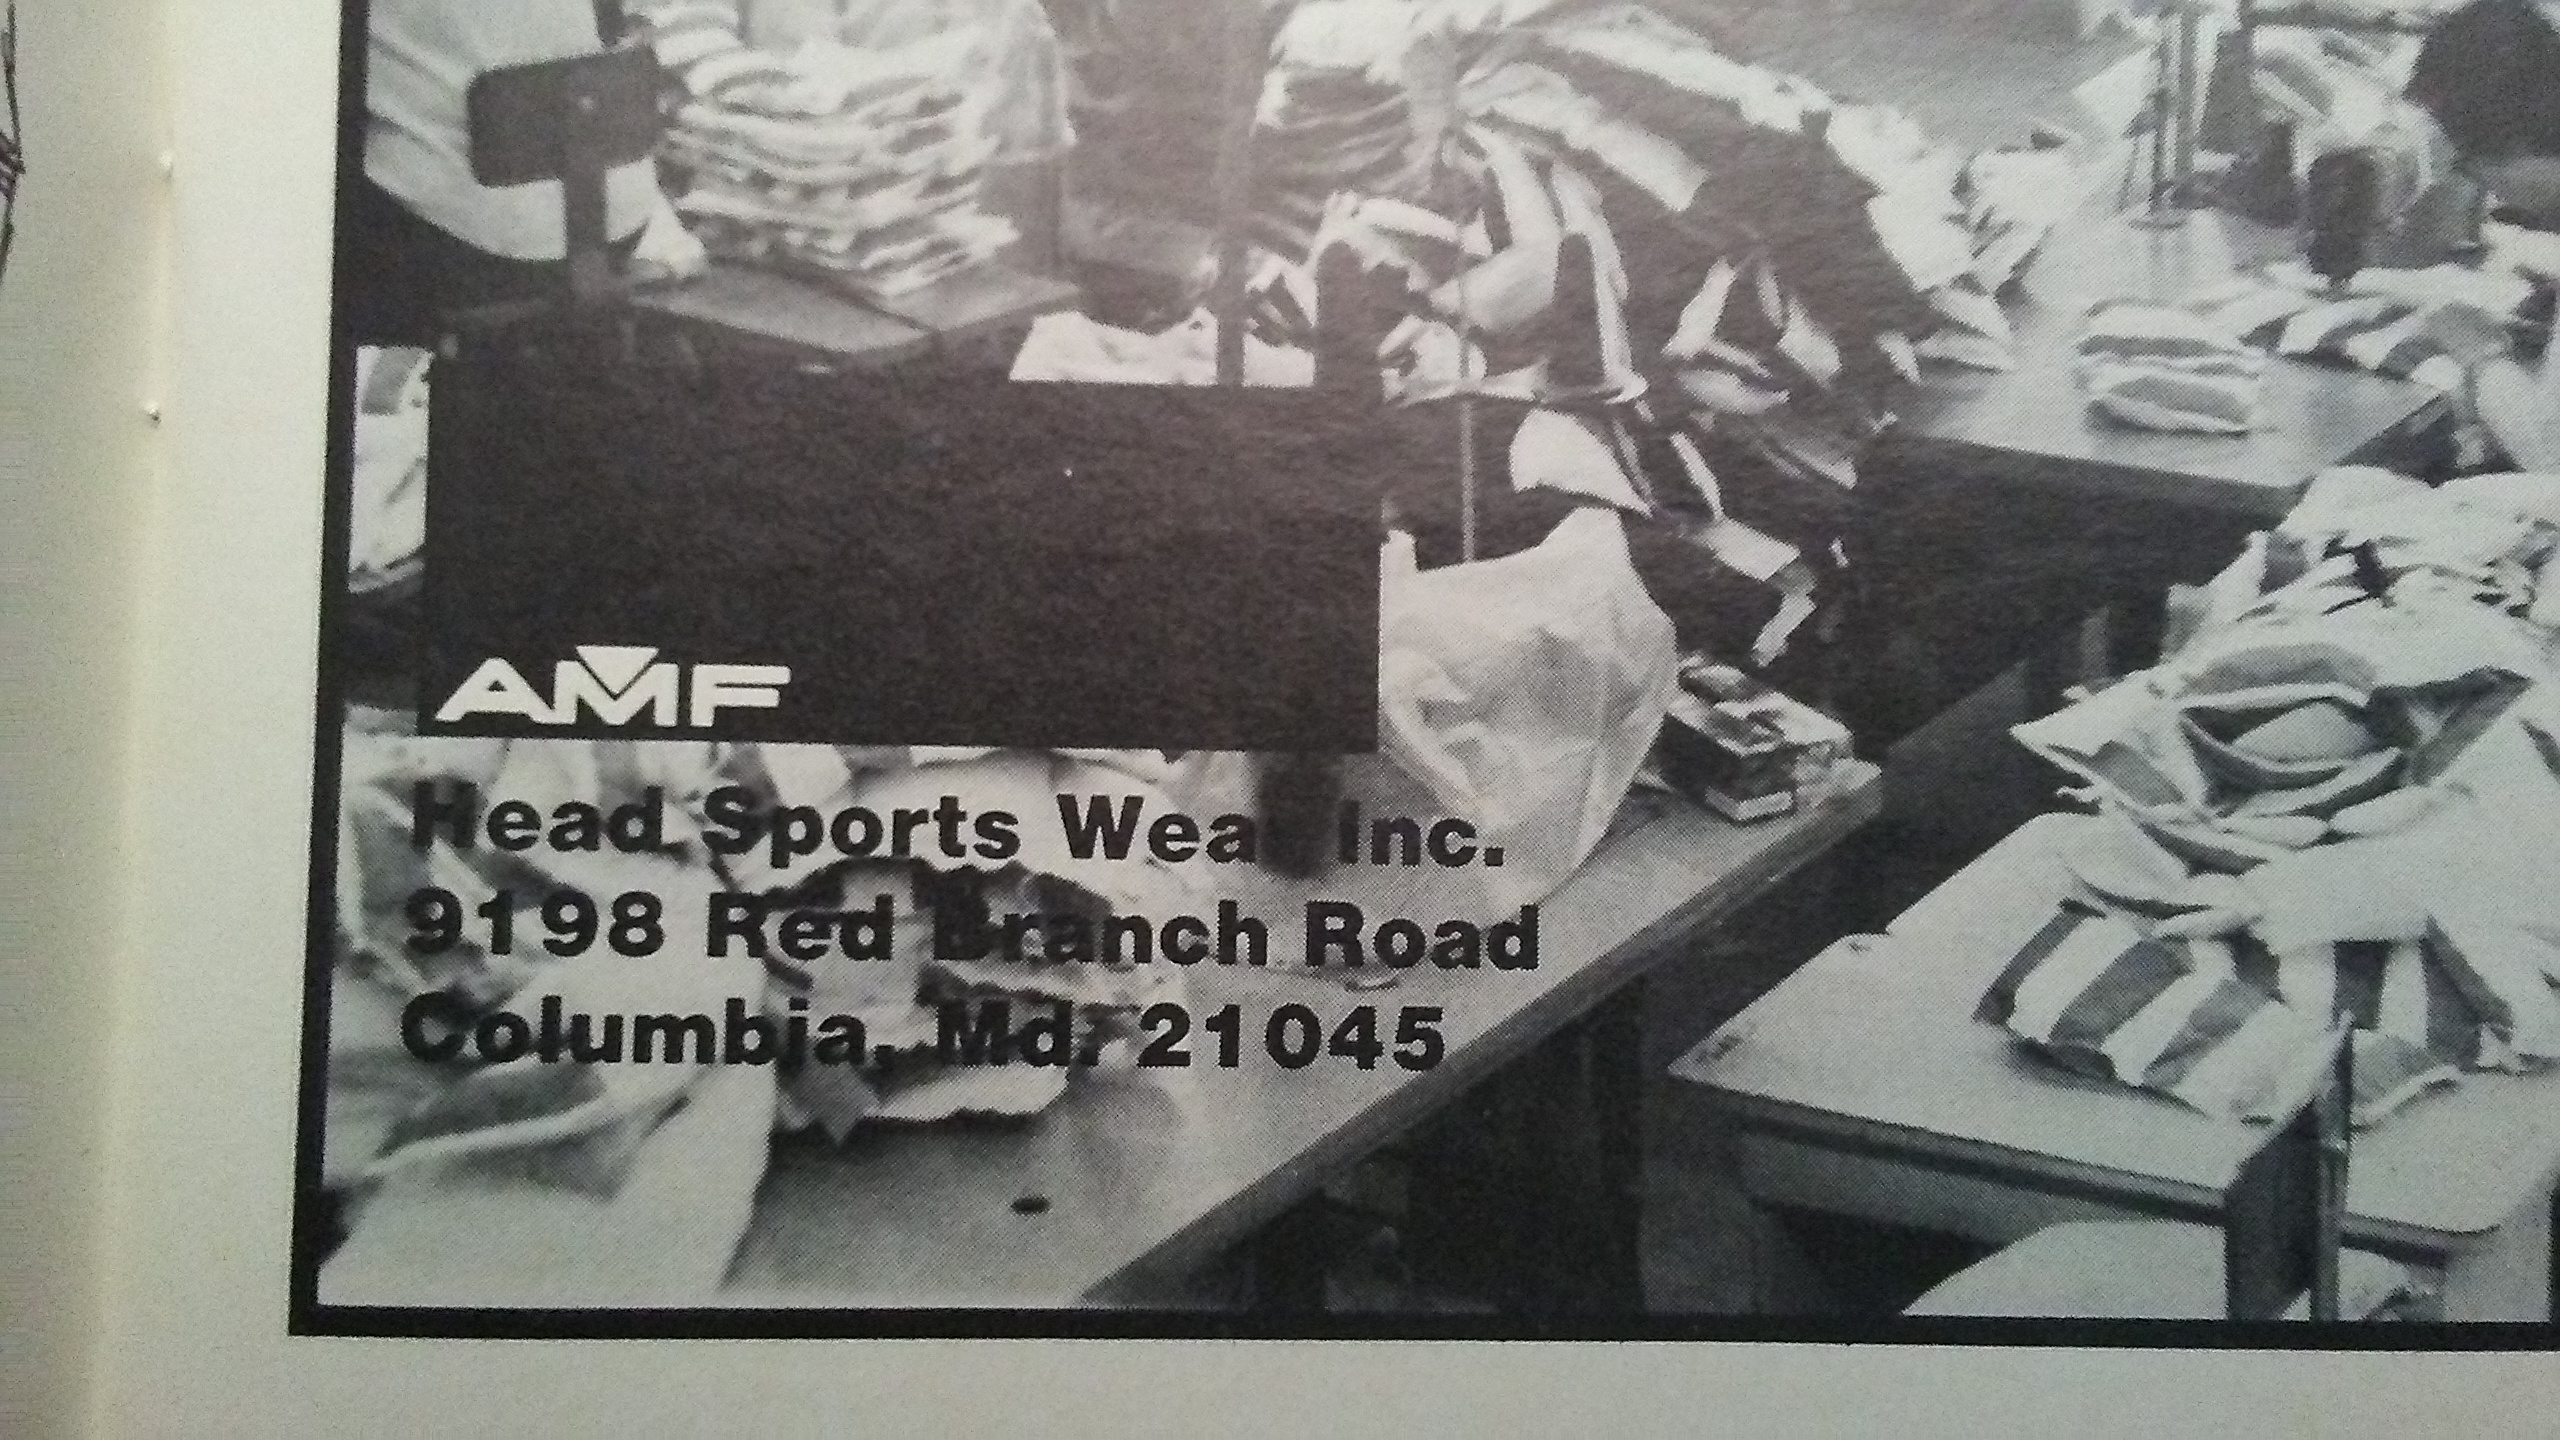 AMF
Head Sports Wear Inc.
9198 Red Branch Road
Columbia, Md. 21045